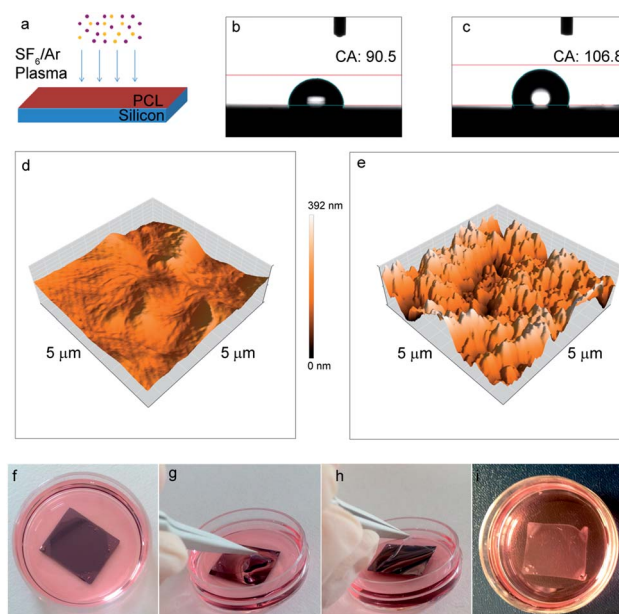 a
SF6/Ar
Plasma
PCL
Silicon
b
CA: 90.5
c
CA: 106.8
d
5 μm
5 μm
392 nm
0 nm
e
5 μm
5 μm
f
g
h
i